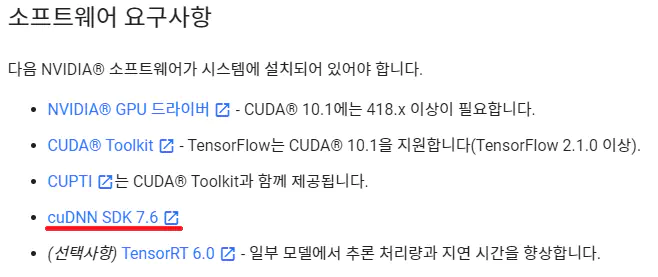 소프트웨어 요구사항
다음 NVIDIA® 소프트웨어가 시스템에 설치되어 있어야 합니다.
• NVIDIA® GPU 드라이버 - CUDA® 10.1에는 418.x 이상이 필요합니다.
• CUDA® Toolkit - TensorFlow는 CUDA® 10.1을 지원합니다(TensorFlow 2.1.0 이상).
• CUPTI는 CUDA® Toolkit과 함께 제공됩니다.
• cuDNN SDK 7.6
• (선택사항) TensorRT 6.0 - 일부 모델에서 추론 처리량과 지연 시간을 향상합니다.